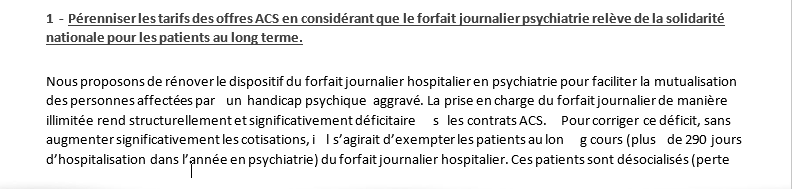 1 - Pérenniser les tarifs des offres ACS en considérant que le forfait journalier psychiatrie relève de la solidarité
nationale pour les patients au long terme.
Nous proposons de rénover le dispositif du forfait journalier hospitalier en psychiatrie pour faciliter la mutualisation
des personnes affectées par un handicap psychique aggravé. La prise en charge du forfait journalier de manière
illimitée rend structurellement et significativement déficitaire s les contrats ACS. Pour corriger ce déficit, sans
augmenter significativement les cotisations, i l s’agirait d’exempter les patients au lon g cours (plus de 290 jours
d’hospitalisation dans l’année en psychiatrie) du forfait journalier hospitalier. Ces patients sont désocialisés (perte